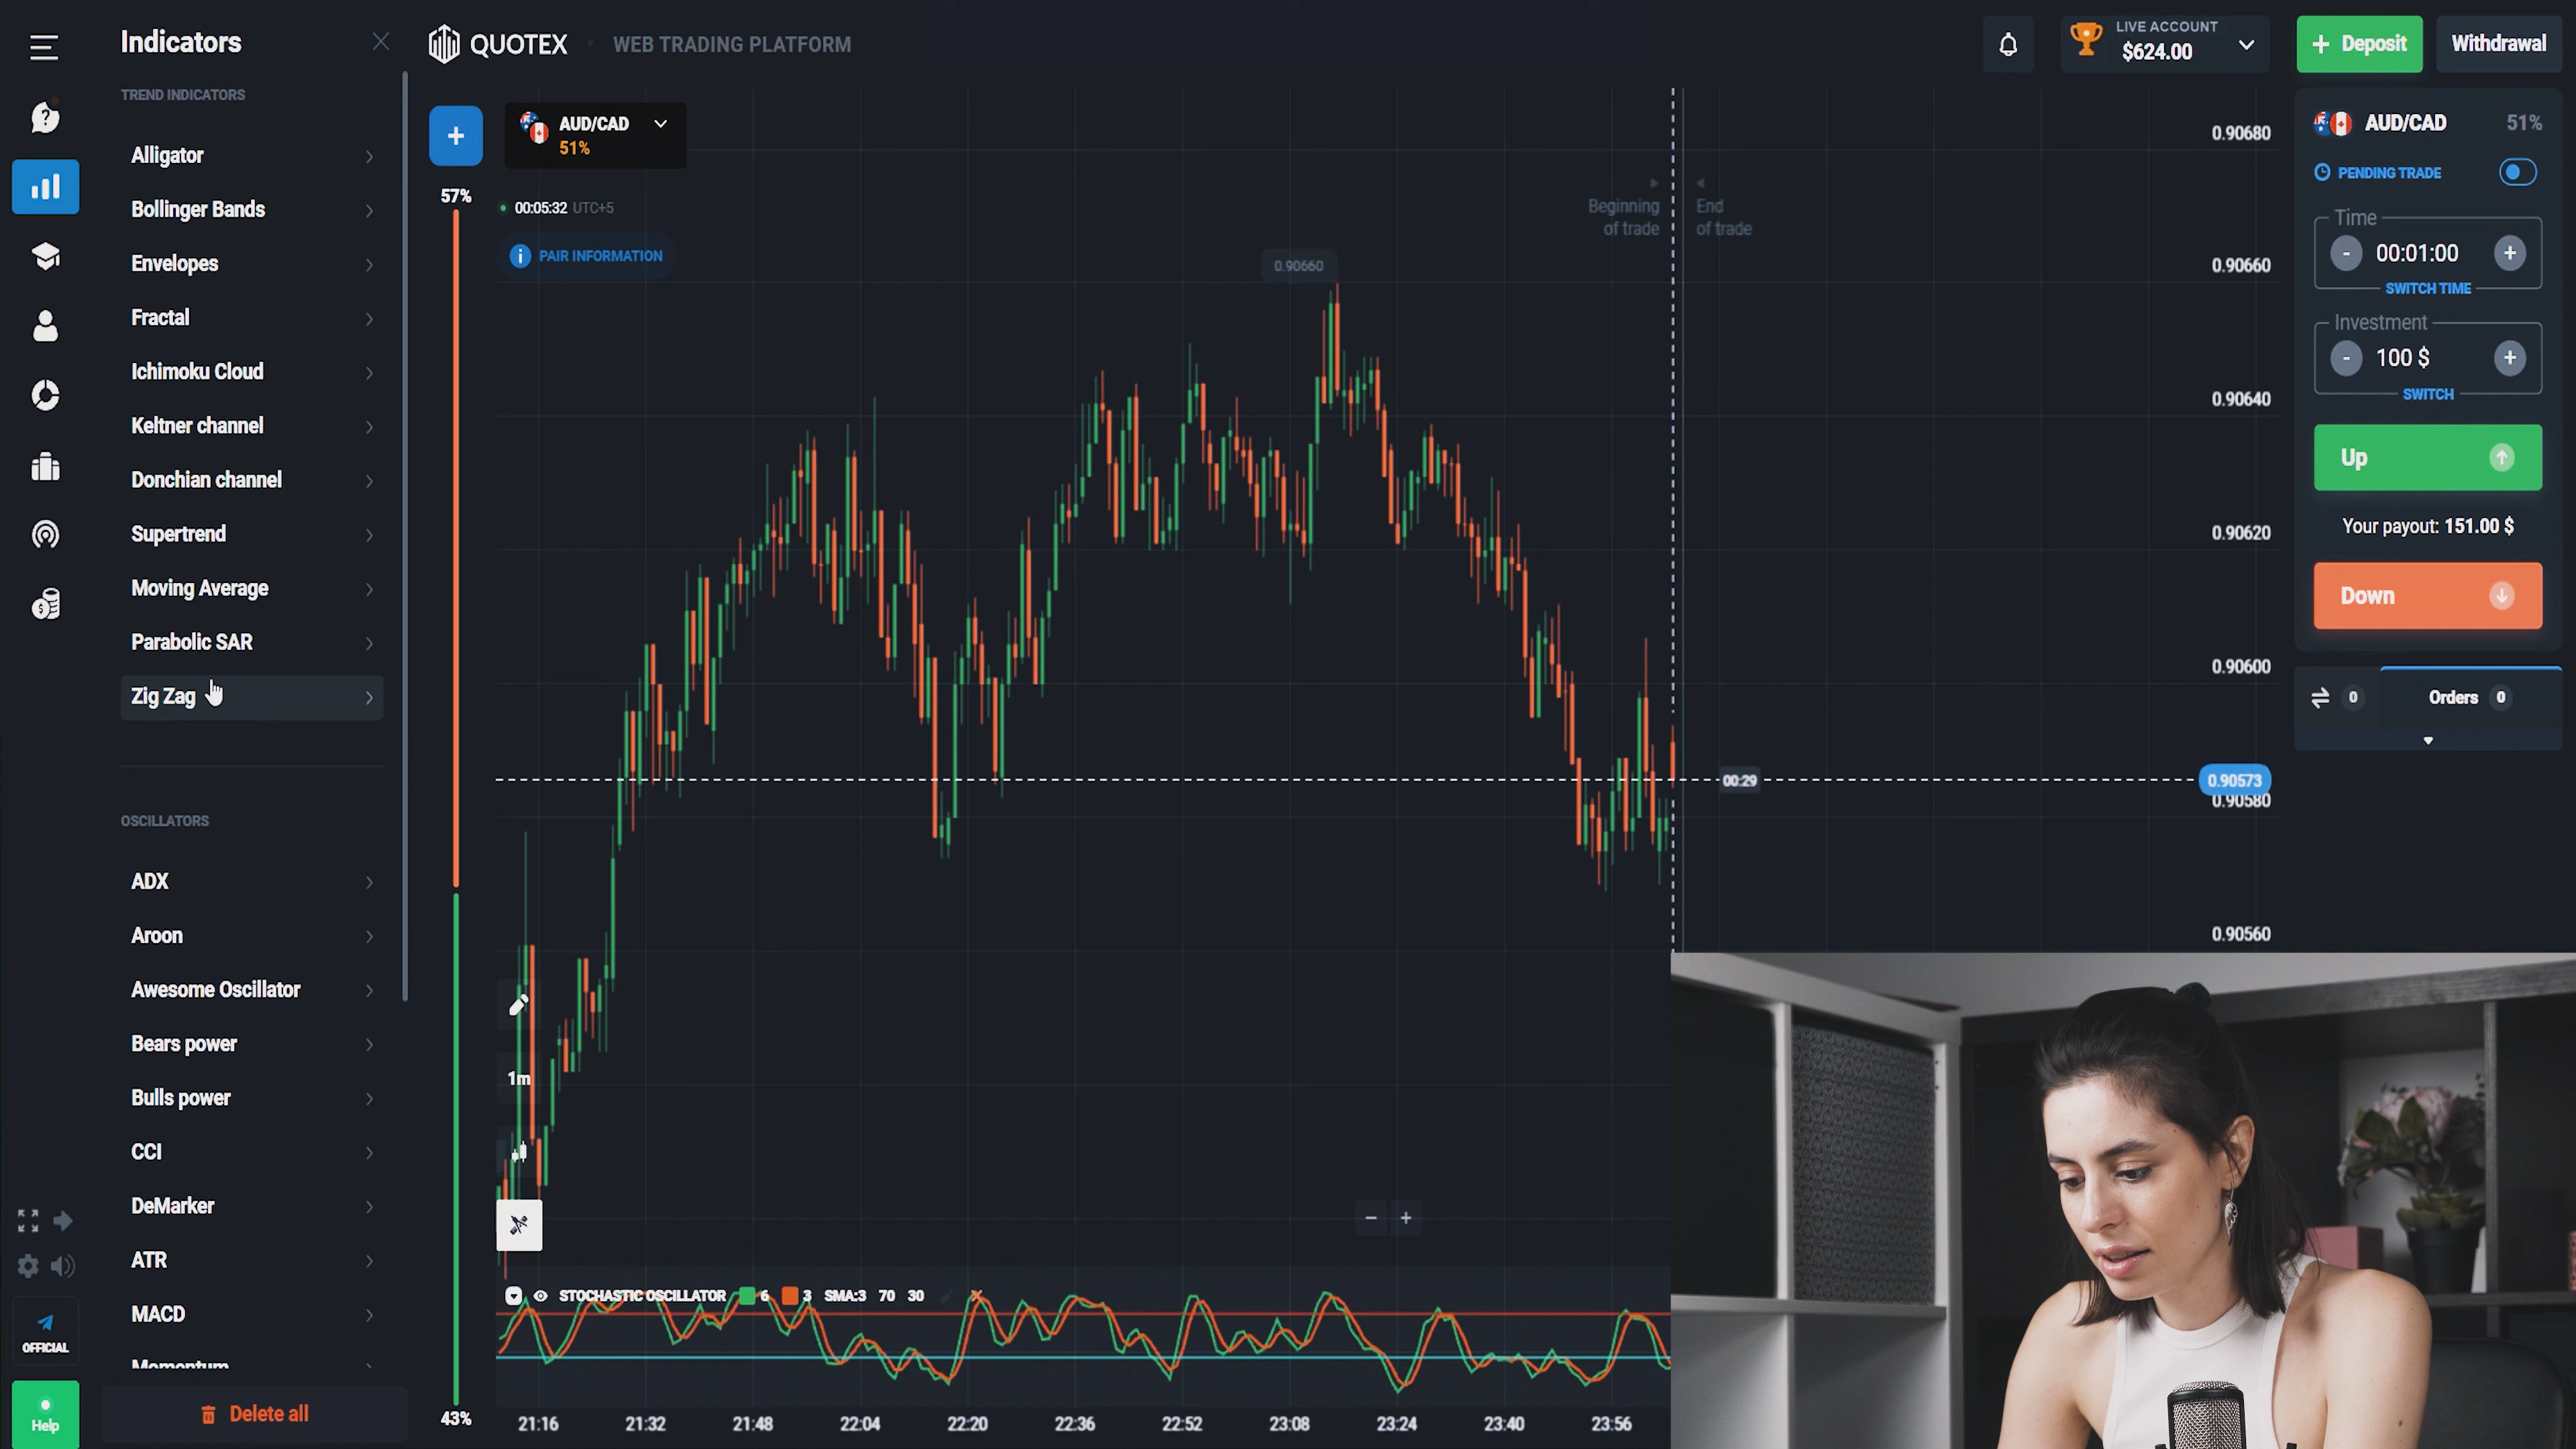 Indicators
TREND INDICATORS
Alligator
Bollinger Bands
Envelopes
Fractal
Ichimoku Cloud
Keltner channel
Donchian channel
Supertrend
Moving Average
Parabolic SAR
Zig Zag
OSCILLATORS
ADX
Aroon
Awesome Oscillator
Bears power
Bulls power
CCI
DeMarker
ATR
MACD
Momentum
Delete all
OFFICIAL
Help
QUOTEX
WEB TRADING PLATFORM
LIVE ACCOUNT
$624.00
+ Deposit
Withdrawal
+
AUD/CAD
51%
57%
00:05:32 UTC+5
i PAIR INFORMATION
Beginning
of trade
End
of trade
0.90660
0.90680
0.90660
0.90640
0.90620
0.90600
00:29
0.90573
0.90580
0.90560
1m
- +
STOCHASTIC OSCILLATOR 6 3 SMA:3 70 30
43%
21:16 21:32 21:48 22:04 22:20 22:36 22:52 23:08 23:24 23:40 23:56
AUD/CAD 51%
PENDING TRADE
Time
- 00:01:00 +
SWITCH TIME
Investment
- 100 $ +
SWITCH
Up
Your payout: 151.00 $
Down
0 Orders 0